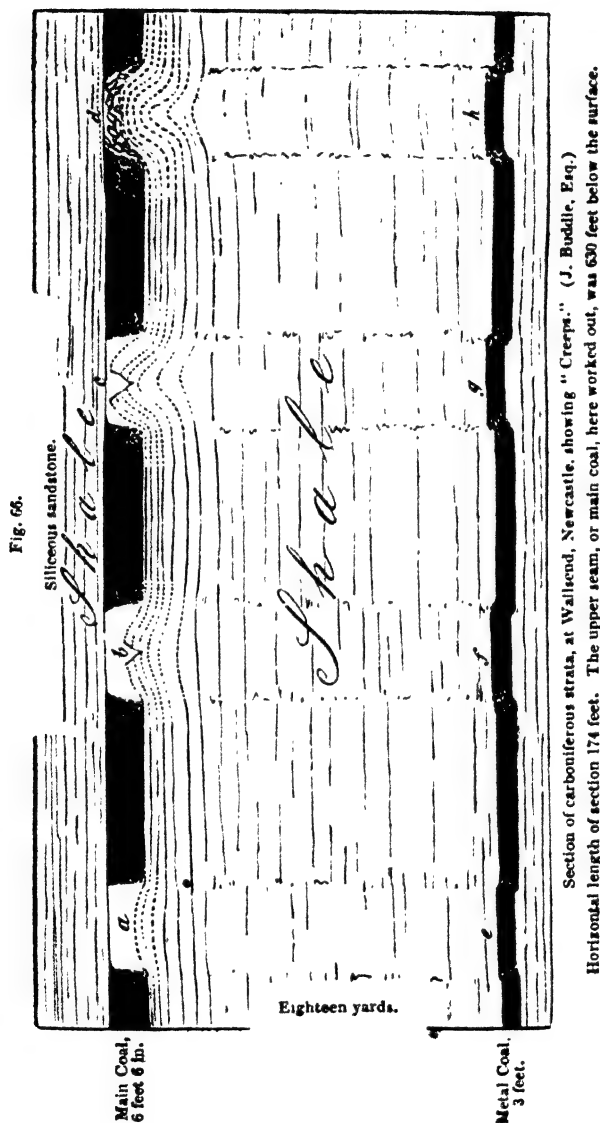 Fig. 66.
Siliceous sandstone.
Shale
Main Coal,
6 feet 6 in.
a
b
c
d
Shale
Eighteen yards.
e
f
g
h
Metal Coal.
3 feet.
Section of carboniferous strata, at Wallsend, Newcastle, showing "Creeps." (J. Buddle, Esq.)
Horizontal length of section 174 feet. The upper seam, or main coal, here worked out, was 630 feet below the surface.